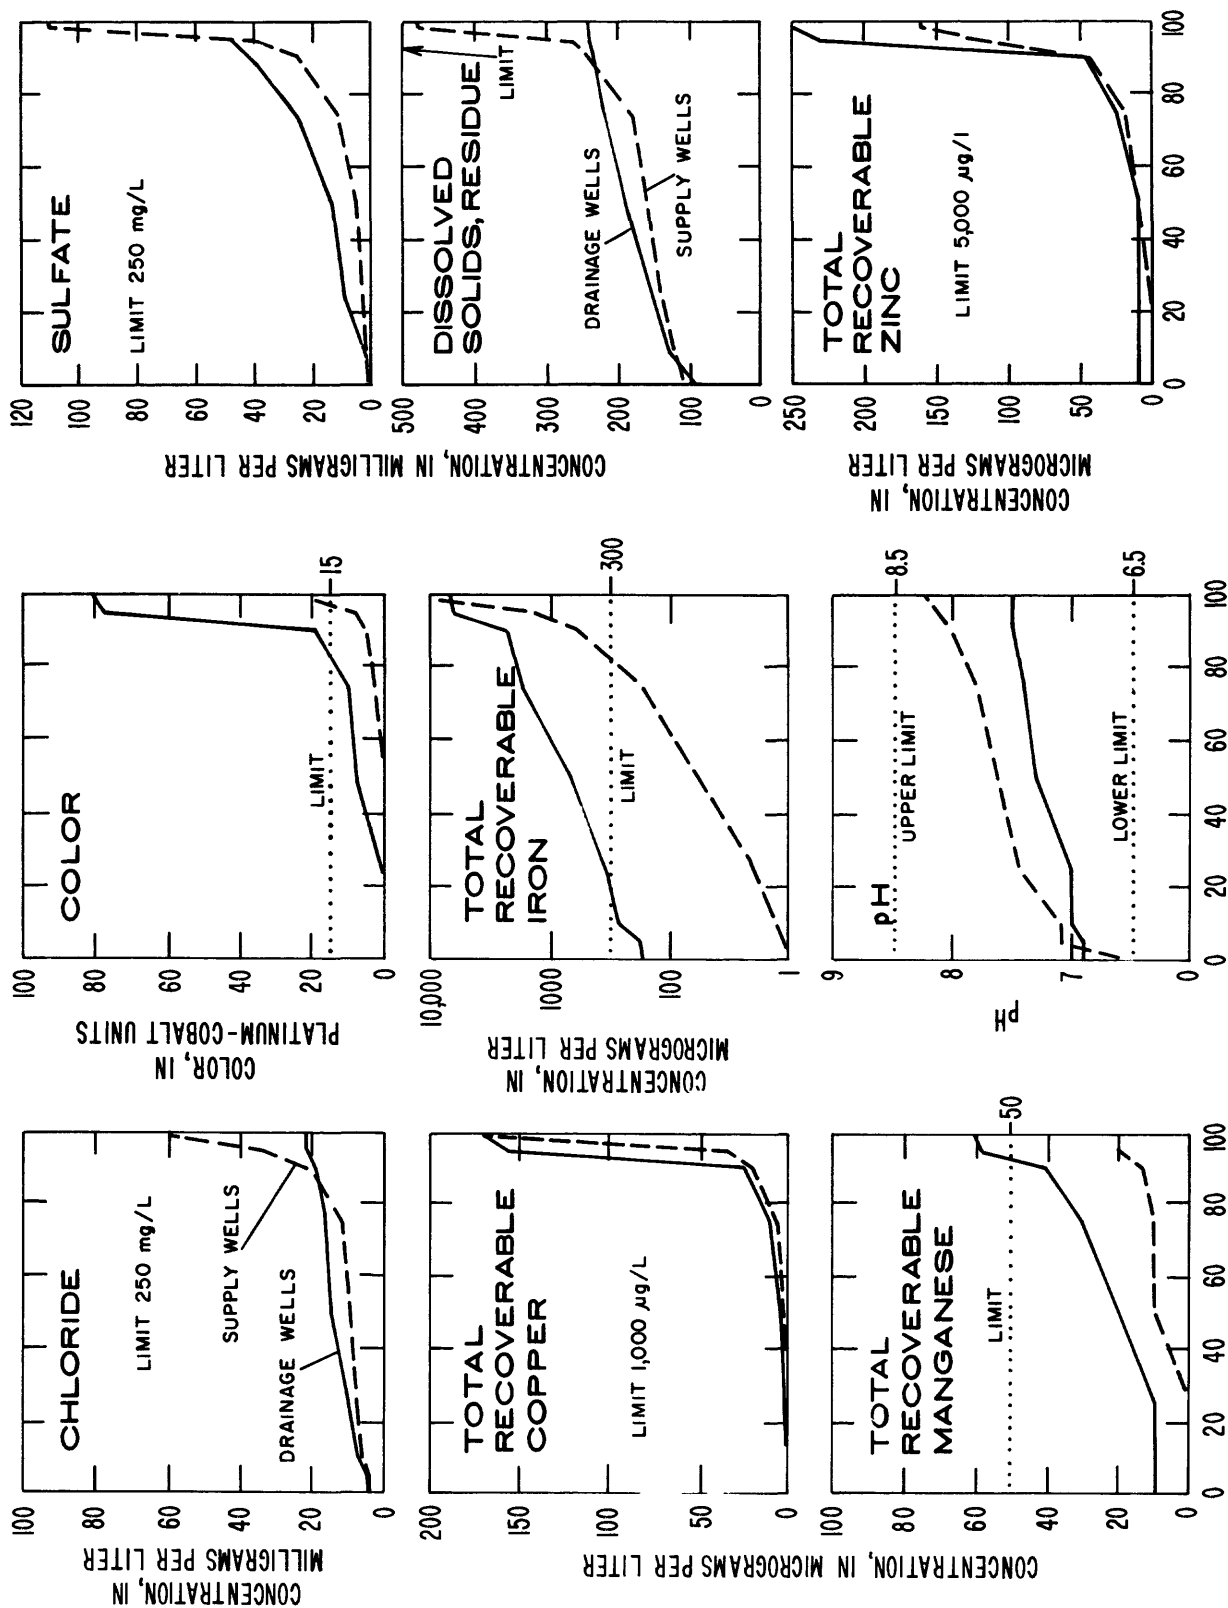 CHLORIDE
LIMIT 250 mg/L
SUPPLY WELLS
DRAINAGE WELLS
CONCENTRATION, IN
MILLIGRAMS PER LITER
100
80
60
40
20
0
COLOR
LIMIT
15
COLOR, IN
PLATINUM-COBALT UNITS
100
80
60
40
20
0
SULFATE
LIMIT 250 mg/L
120
100
80
60
40
20
0
CONCENTRATION, IN MILLIGRAMS PER LITER
TOTAL
RECOVERABLE
COPPER
LIMIT 1,000 µg/L
200
150
100
50
0
CONCENTRATION, IN MICROGRAMS PER LITER
TOTAL
RECOVERABLE
IRON
LIMIT
300
CONCENTRATION, IN
MICROGRAMS PER LITER
10,000
1000
100
1
DISSOLVED
SOLIDS, RESIDUE
LIMIT
DRAINAGE WELLS
SUPPLY WELLS
500
400
300
200
100
0
TOTAL
RECOVERABLE
MANGANESE
LIMIT
50
100
80
60
40
20
0
0 20 40 60 80 100
pH
UPPER LIMIT
8.5
LOWER LIMIT
6.5
pH
9
8
7
0
0 20 40 60 80 100
TOTAL
RECOVERABLE
ZINC
LIMIT 5,000 µg/l
CONCENTRATION, IN
MICROGRAMS PER LITER
250
200
150
100
50
0
0 20 40 60 80 100